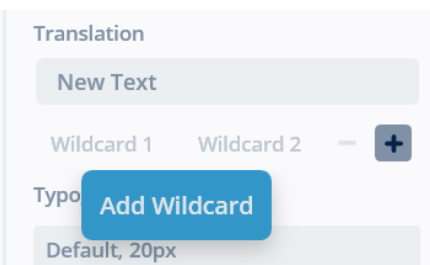 Translation
New Text
Wildcard 1 Wildcard 2
Typo
Add Wildcard
Default, 20px